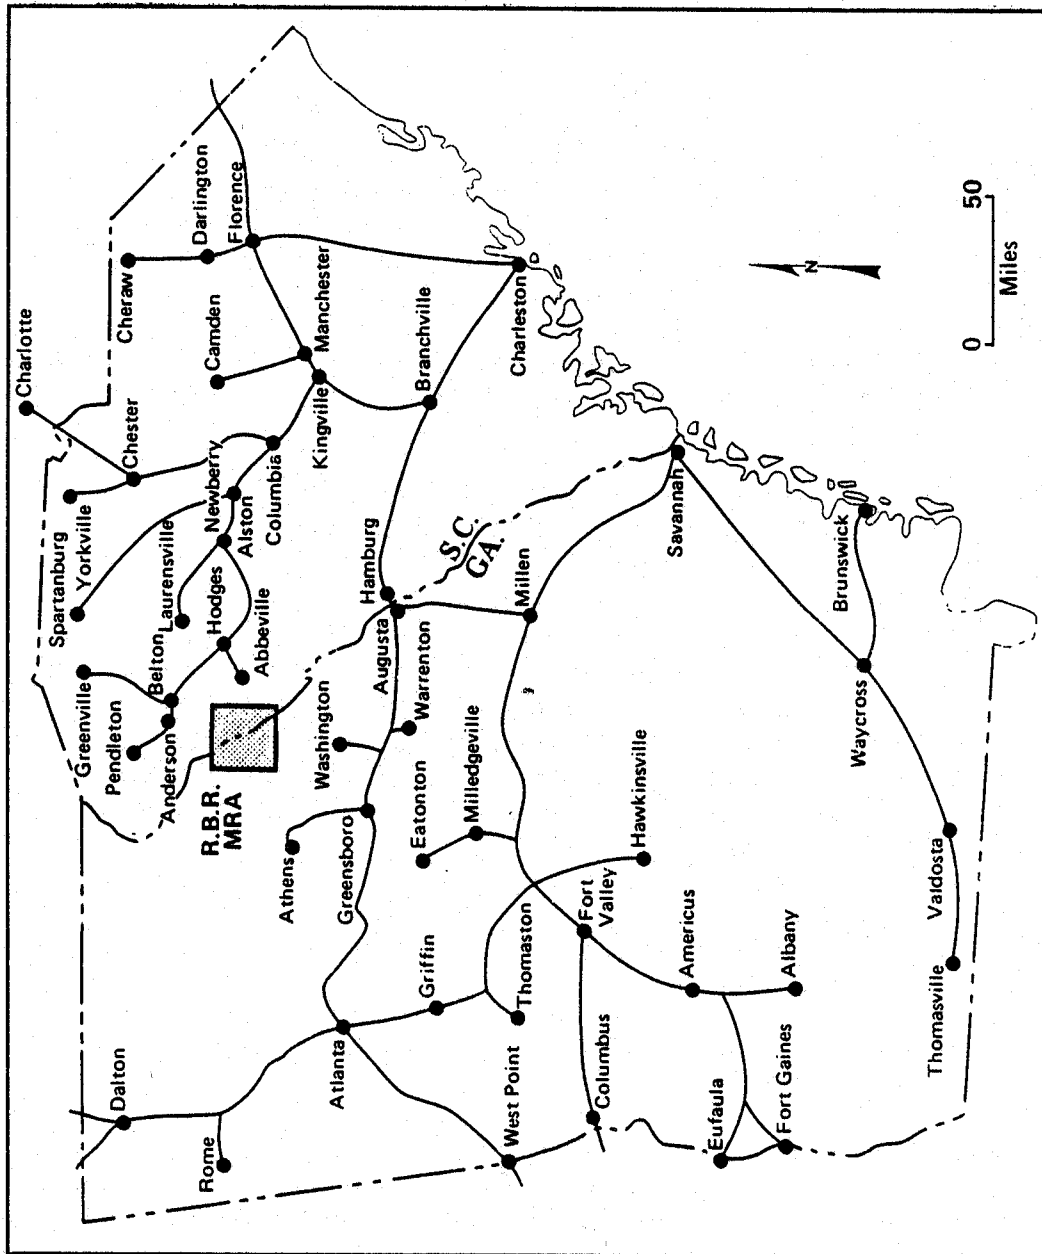 Charlotte
Cheraw
Darlington
Florence
Camden
Manchester
Chester
Yorkville
Spartanburg
Newberry
Alston
Columbia
Kingville
Branchville
Charleston
Laurensville
Hodges
Abbeville
Greenville
Belton
Pendleton
Anderson
R.B.R.
MRA
Hamburg
Augusta
S.C.
GA.
Washington
Warrenton
Athens
Greensboro
Eatonton
Milledgeville
Millen
Savannah
Hawkinsville
Brunswick
Waycross
Valdosta
Thomasville
Dalton
Rome
Atlanta
Griffin
Thomaston
Fort
Valley
West Point
Columbus
Americus
Albany
Eufaula
Fort Gaines
N
0 50
Miles